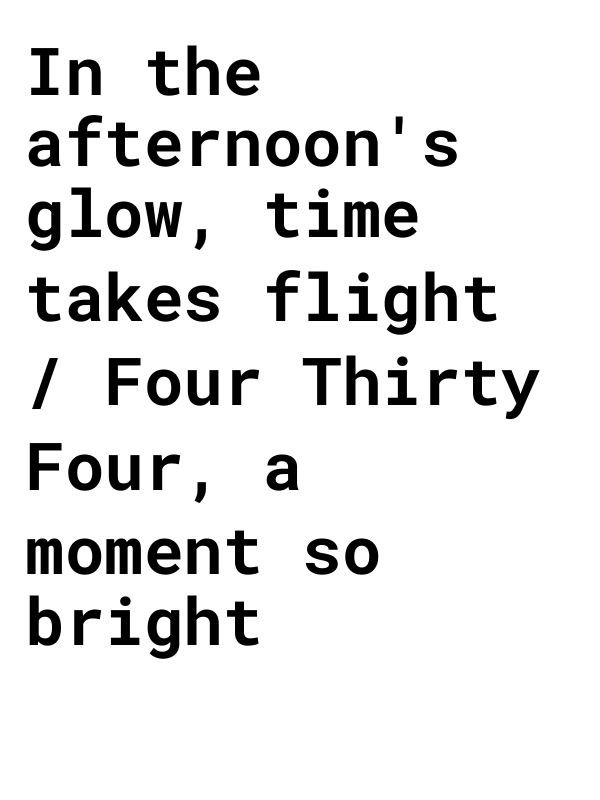 In the
afternoon's
glow, time
takes flight
/ Four Thirty
Four, a
moment so
bright